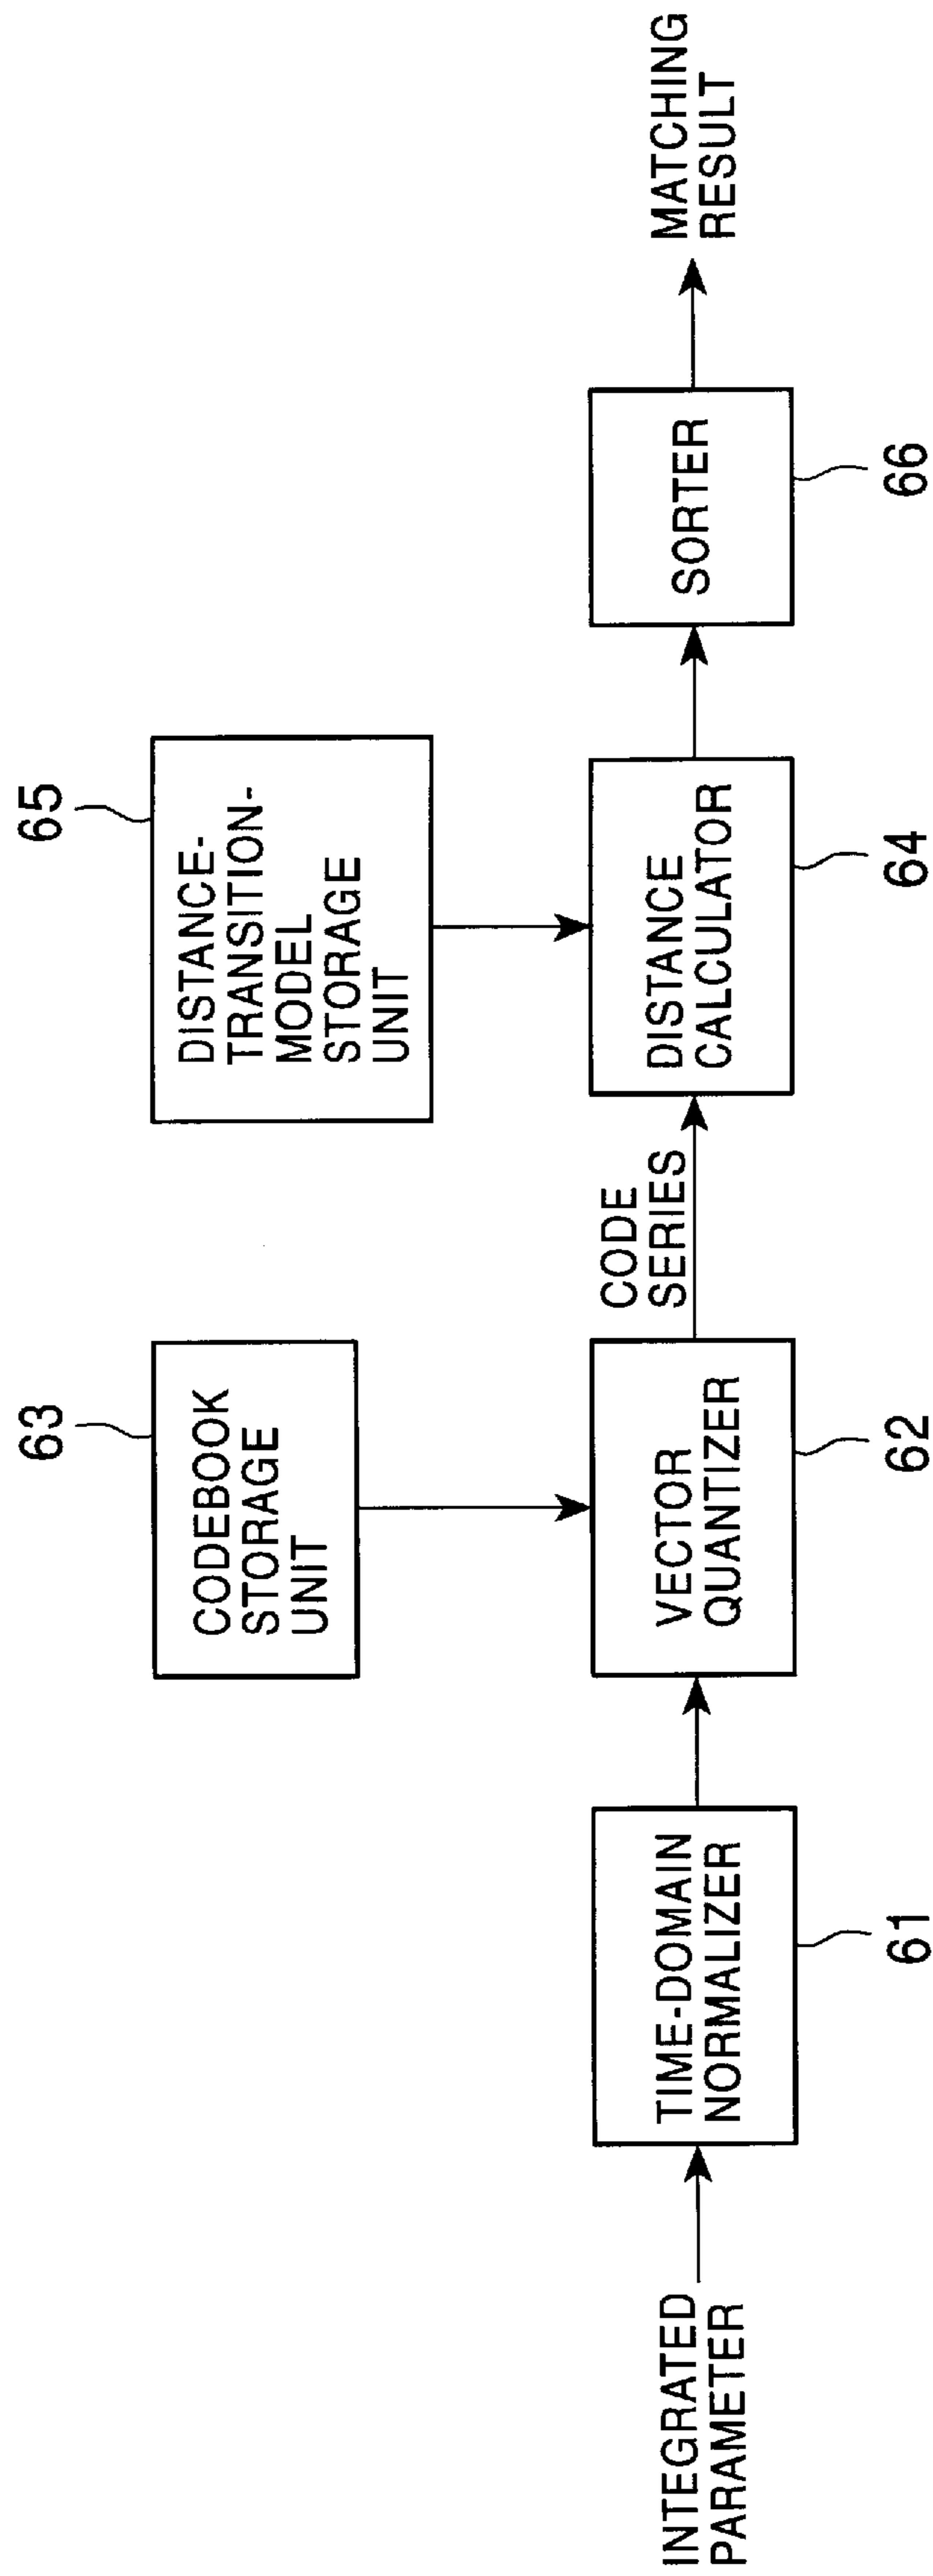 63
65
CODEBOOK
STORAGE
UNIT
DISTANCE-
TRANSITION-
MODEL
STORAGE
UNIT
INTEGRATED
PARAMETER
TIME-DOMAIN
NORMALIZER
VECTOR
QUANTIZER
CODE
SERIES
DISTANCE
CALCULATOR
SORTER
MATCHING
RESULT
61
62
64
66